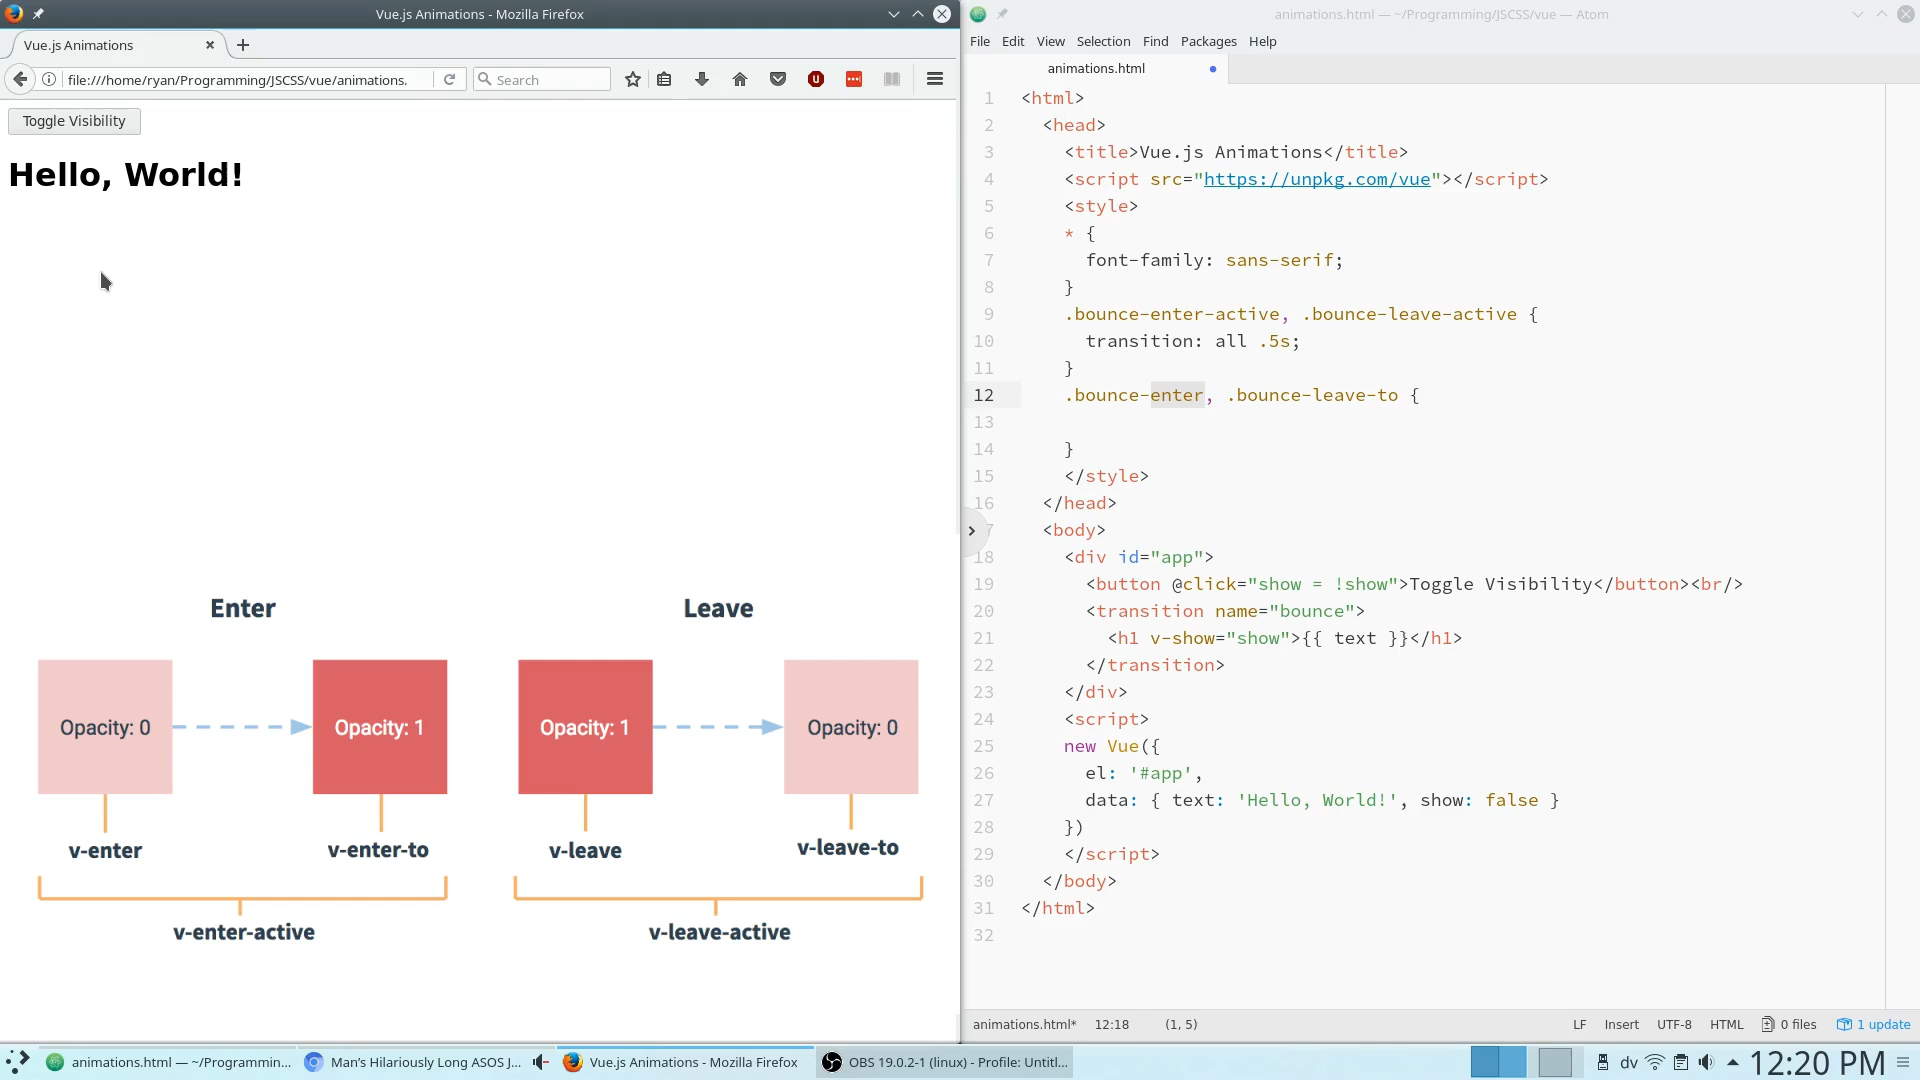 Vue.js Animations - Mozilla Firefox
Vue.js Animations
file:///home/ryan/Programming/JSCSS/vue/animations.
Search
Toggle Visibility
Hello, World!
Enter
Leave
Opacity: 0
Opacity: 1
Opacity: 1
Opacity: 0
v-enter
v-enter-to
v-leave
v-leave-to
v-enter-active
v-leave-active
animations.html — ~/Programming/JSCSS/vue — Atom
File Edit View Selection Find Packages Help
animations.html
1 <html>
2 <head>
3 <title>Vue.js Animations</title>
4 <script src="https://unpkg.com/vue"></script>
5 <style>
6 * {
7 font-family: sans-serif;
8 }
9 .bounce-enter-active, .bounce-leave-active {
10 transition: all .5s;
11 }
12 .bounce-enter, .bounce-leave-to {
13
14 }
15 </style>
16 </head>
7 <body>
18 <div id="app">
19 <button @click="show = !show">Toggle Visibility</button><br/>
20 <transition name="bounce">
21 <h1 v-show="show">{{ text }}</h1>
22 </transition>
23 </div>
24 <script>
25 new Vue({
26 el: '#app',
27 data: { text: 'Hello, World!', show: false }
28 })
29 </script>
30 </body>
31 </html>
32
animations.html* 12:18 (1, 5) LF Insert UTF-8 HTML 0 files 1 update
animations.html — ~/Programmin... Man's Hilariously Long ASOS J... Vue.js Animations - Mozilla Firefox OBS 19.0.2-1 (linux) - Profile: Untitl... dv 12:20 PM